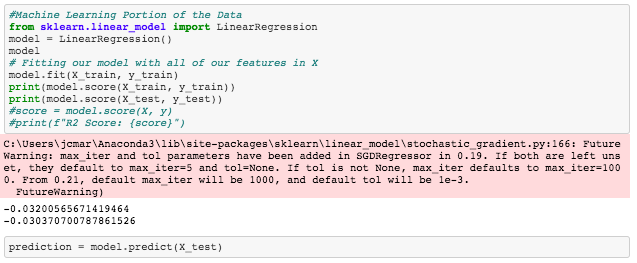 #Machine Learning Portion of the Data
from sklearn.linear_model import LinearRegression
model = LinearRegression()
model
# Fitting our model with all of our features in X
model.fit(X_train, y_train)
print(model.score(X_train, y_train))
print(model.score(X_test, y_test))
#score = model.score(X, y)
#print(f"R2 Score: {score}")
C:\Users\jcmar\Anaconda3\lib\site-packages\sklearn\linear_model\stochastic_gradient.py:166: Future
Warning: max_iter and tol parameters have been added in SGDRegressor in 0.19. If both are left uns
et, they default to max_iter=5 and tol=None. If tol is not None, max_iter defaults to max_iter=100
0. From 0.21, default max_iter will be 1000, and default tol will be 1e-3.
FutureWarning)
-0.03200565671419464
-0.030370700787861526
prediction = model.predict(X_test)